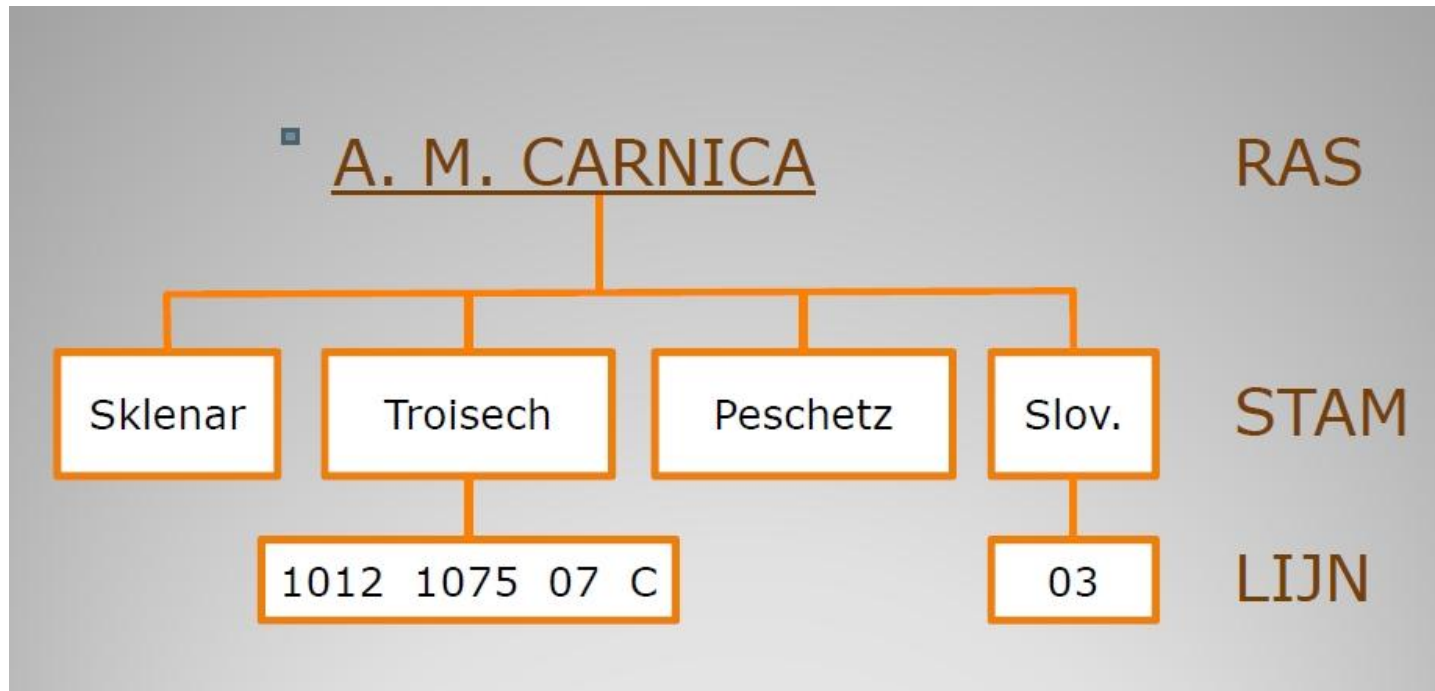 A. M. CARNICA RAS
Sklenar Troisech Peschetz Slov. STAM
1012 1075 07 C 03 LIJN